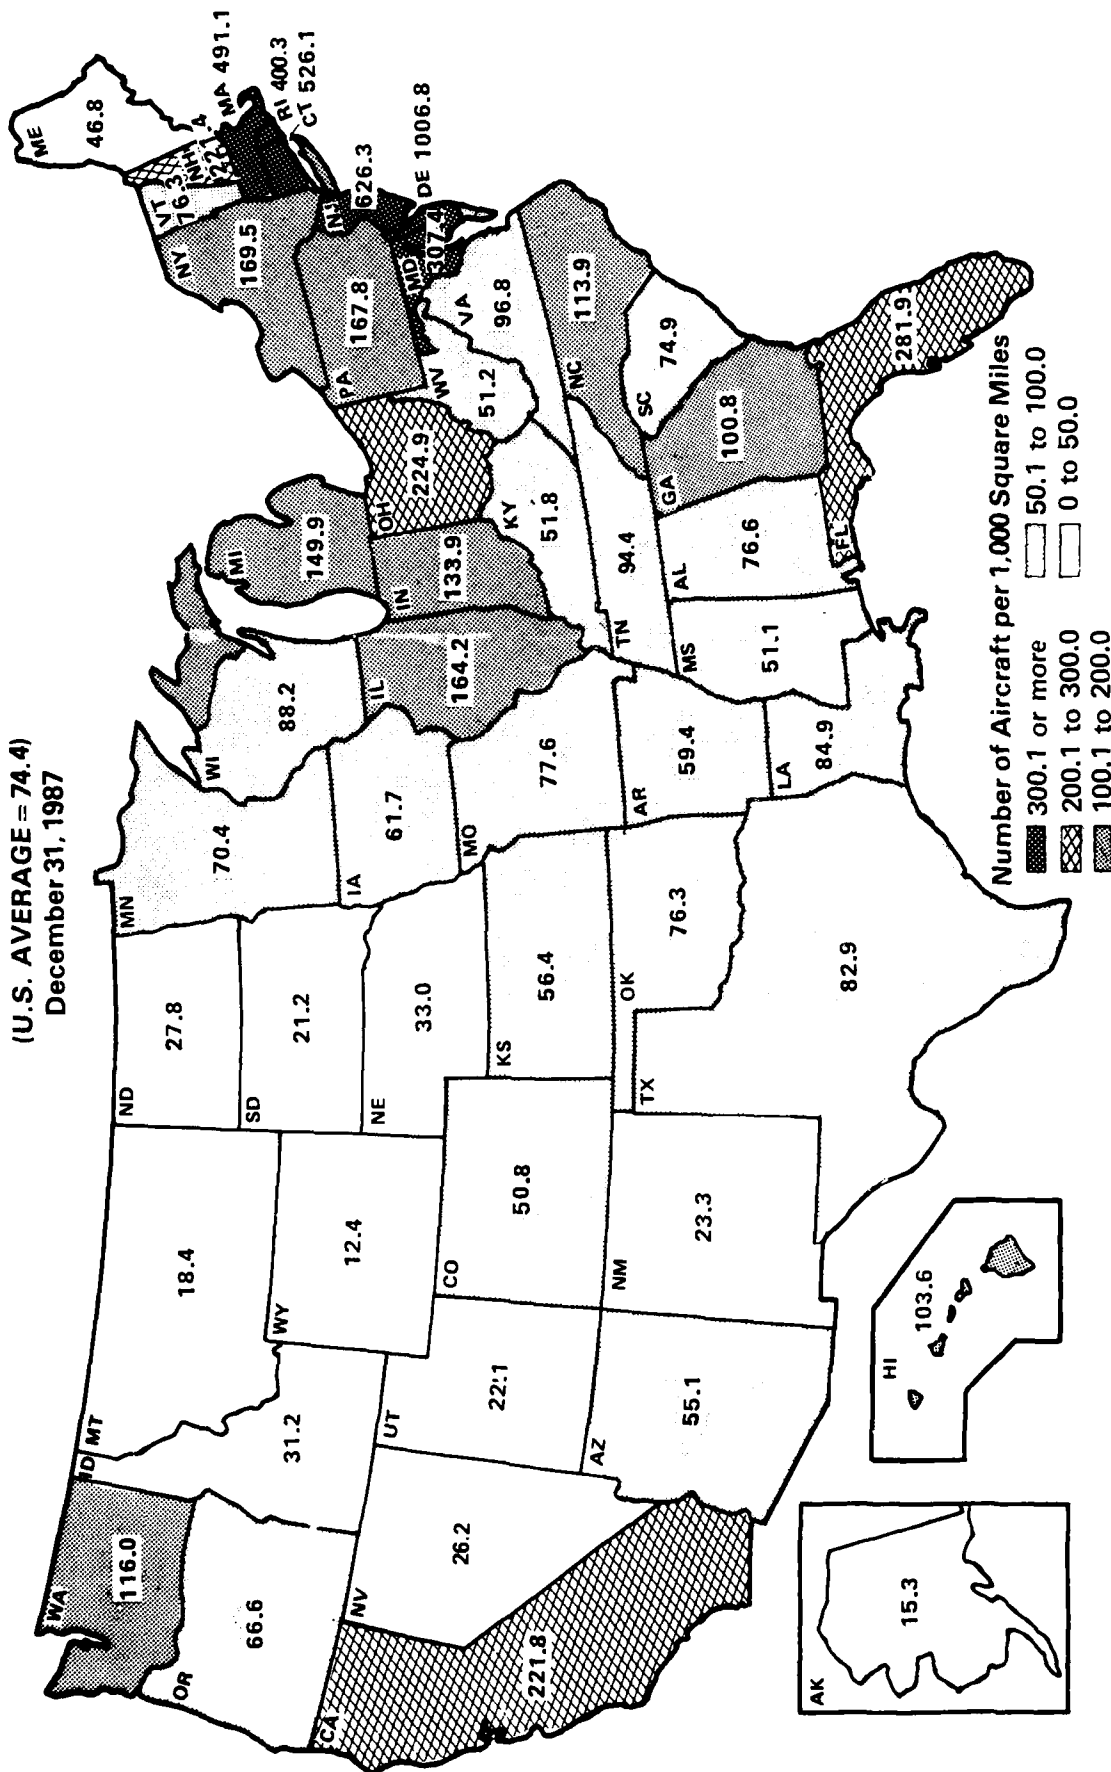 (U.S. AVERAGE = 74.4)
December 31, 1987
WA
116.0
OR
66.6
CA
221.8
NV
26.2
ID
31.2
MT
18.4
WY
12.4
UT
22.1
CO
50.8
AZ
55.1
NM
23.3
ND
27.8
SD
21.2
NE
33.0
KS
56.4
OK
76.3
TX
82.9
MN
70.4
IA
61.7
MO
77.6
AR
59.4
LA
84.9
WI
88.2
IL
164.2
MI
149.9
IN
133.9
OH
224.9
KY
51.8
TN
94.4
MS
51.1
AL
76.6
GA
100.8
FL
281.9
SC
74.9
NC
113.9
VA
96.8
WV
51.2
MD
307.4
DE 1006.8
PA
167.8
NJ
626.3
NY
169.5
CT 526.1
RI 400.3
MA 491.1
VT
76.3
NH
ME
46.8
AK
15.3
HI
103.6
Number of Aircraft per 1,000 Square Miles
300.1 or more
200.1 to 300.0
100.1 to 200.0
50.1 to 100.0
0 to 50.0